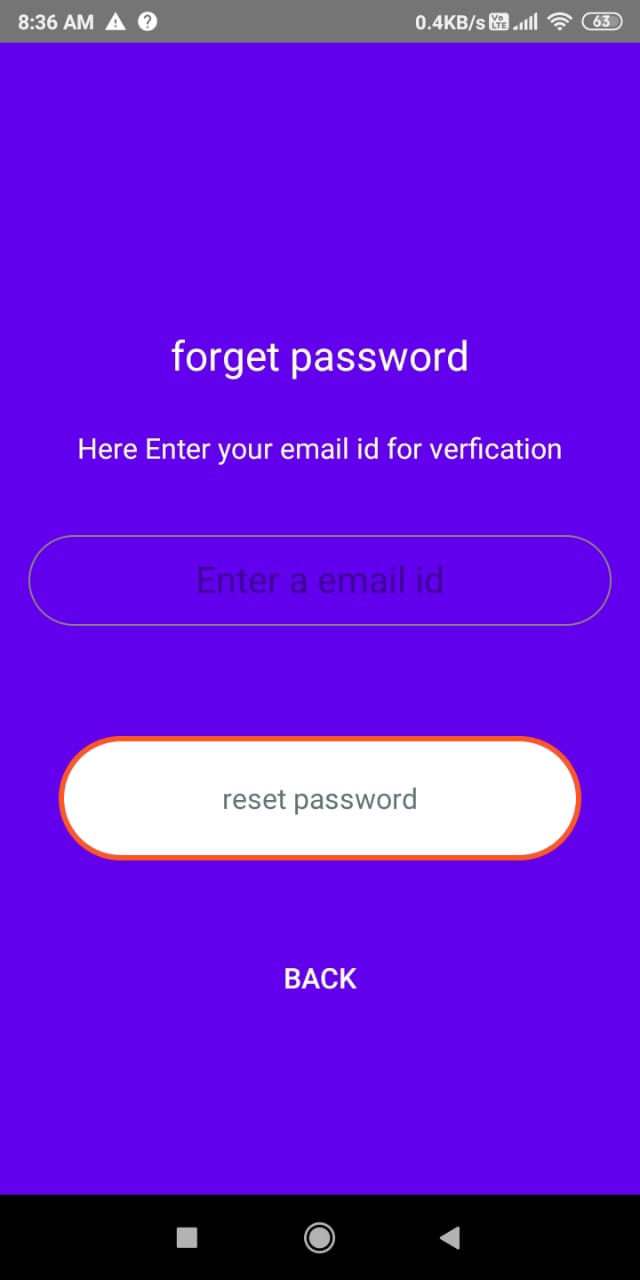 8:36 AM 0.4KB/s Vo LTE 63
forget password
Here Enter your email id for verfication
Enter a email id
reset password
BACK